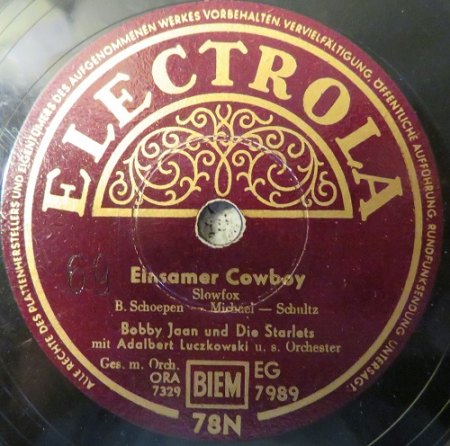 ALLE RECHTE DES PLATTENHERSTELLERS UND EIGENTÜMERS DES AUFGENOMMENEN WERKES VORBEHALTEN. VERVIELFÄLTIGUNG, ÖFFENTLICHE AUFFÜHRUNG, RUNDFUNKSENDUNG UNTERSAGT!
ELECTROLA
69
Einsamer Cowboy
Slowfox
B. Schoepen — Michael — Schultz
Bobby Jaan und Die Starlets
mit Adalbert Luczkowski u. s. Orchester
Ges. m. Orch.
ORA
7329
BIEM
EG
7989
78N